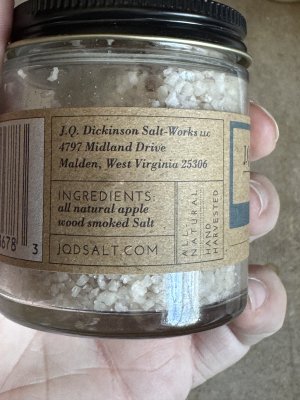 J.Q. Dickinson Salt-Works LLC
4797 Midland Drive
Malden, West Virginia 25306
INGREDIENTS:
all natural apple
wood smoked Salt
JQDSALT.COM
ALL
NATURAL
HAND
HARVESTED
3